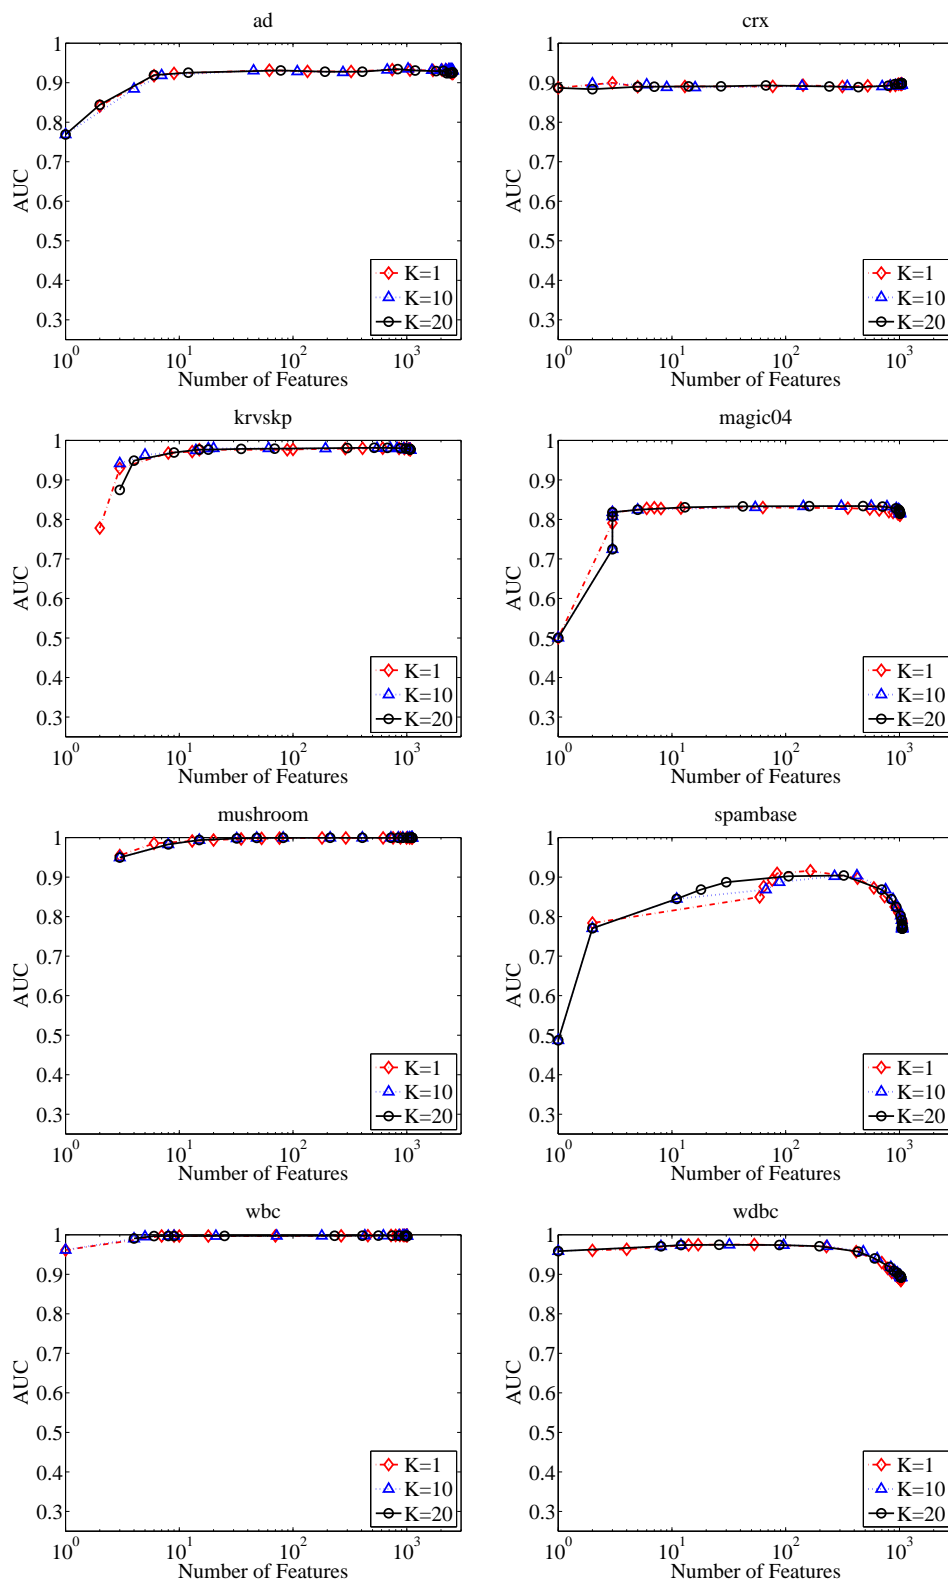 ad
1
0.9
0.8
0.7
0.6
0.5
0.4
0.3
AUC
K=1
K=10
K=20
10^0 10^1 10^2 10^3
Number of Features
crx
1
0.9
0.8
0.7
0.6
0.5
0.4
0.3
AUC
K=1
K=10
K=20
10^0 10^1 10^2 10^3
Number of Features
krvskp
1
0.9
0.8
0.7
0.6
0.5
0.4
0.3
AUC
K=1
K=10
K=20
10^0 10^1 10^2 10^3
Number of Features
magic04
1
0.9
0.8
0.7
0.6
0.5
0.4
0.3
AUC
K=1
K=10
K=20
10^0 10^1 10^2 10^3
Number of Features
mushroom
1
0.9
0.8
0.7
0.6
0.5
0.4
0.3
AUC
K=1
K=10
K=20
10^0 10^1 10^2 10^3
Number of Features
spambase
1
0.9
0.8
0.7
0.6
0.5
0.4
0.3
AUC
K=1
K=10
K=20
10^0 10^1 10^2 10^3
Number of Features
wbc
1
0.9
0.8
0.7
0.6
0.5
0.4
0.3
AUC
K=1
K=10
K=20
10^0 10^1 10^2 10^3
Number of Features
wdbc
1
0.9
0.8
0.7
0.6
0.5
0.4
0.3
AUC
K=1
K=10
K=20
10^0 10^1 10^2 10^3
Number of Features